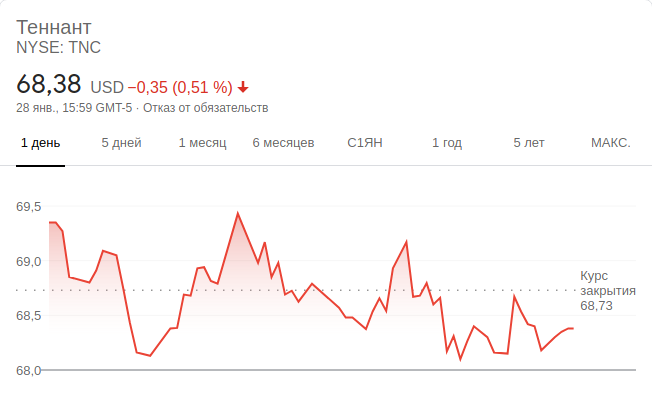 Теннант
NYSE: TNC
68,38 USD −0,35 (0,51 %)
28 янв., 15:59 GMT-5 · Отказ от обязательств
1 день 5 дней 1 месяц 6 месяцев С1ЯН 1 год 5 лет МАКС.
69,5
69,0
Курс
закрытия
68,73
68,5
68,0